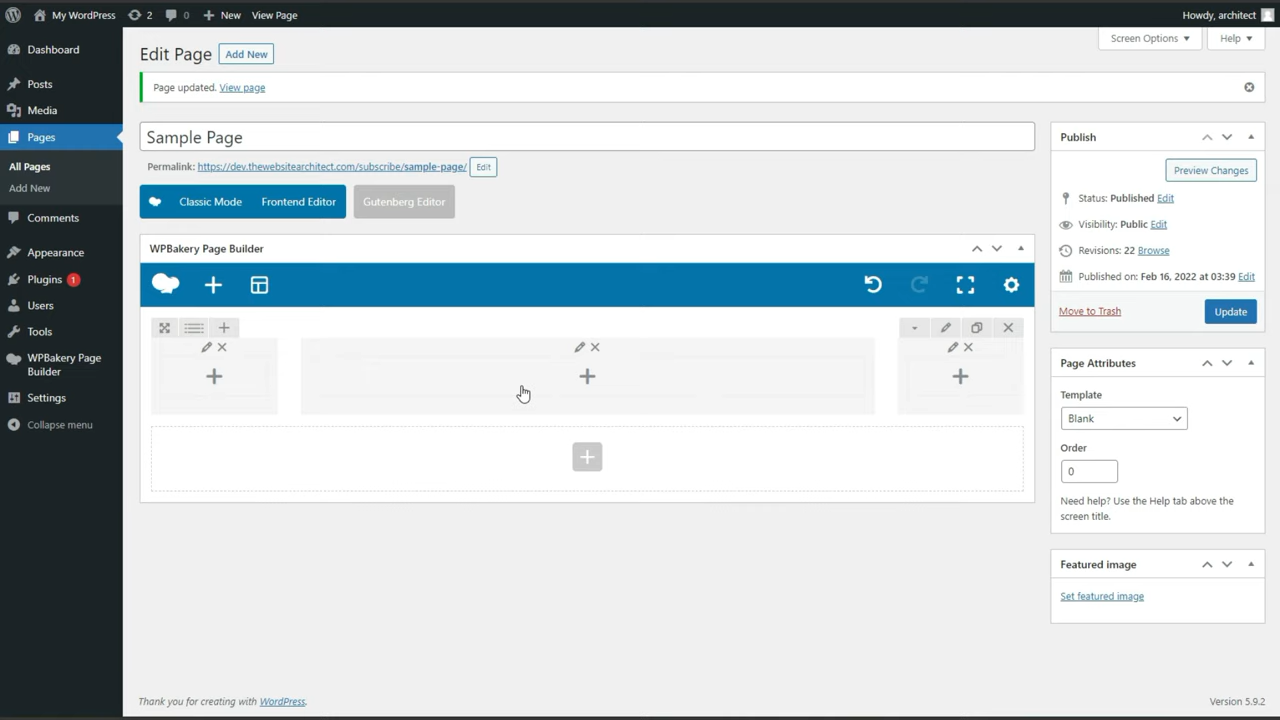 My WordPress 2 0 New View Page Howdy, architect
Dashboard
Posts
Media
Pages
All Pages
Add New
Comments
Appearance
Plugins 1
Users
Tools
WPBakery Page
Builder
Settings
Collapse menu
Screen Options Help
Edit Page Add New
Page updated. View page
Sample Page
Permalink: https://dev.thewebsitearchitect.com/subscribe/sample-page/ Edit
Classic Mode Frontend Editor Gutenberg Editor
WPBakery Page Builder
Publish
Preview Changes
Status: Published Edit
Visibility: Public Edit
Revisions: 22 Browse
Published on: Feb 16, 2022 at 03:39 Edit
Move to Trash Update
Page Attributes
Template
Blank
Order
0
Need help? Use the Help tab above the
screen title.
Featured image
Set featured image
Thank you for creating with WordPress. Version 5.9.2